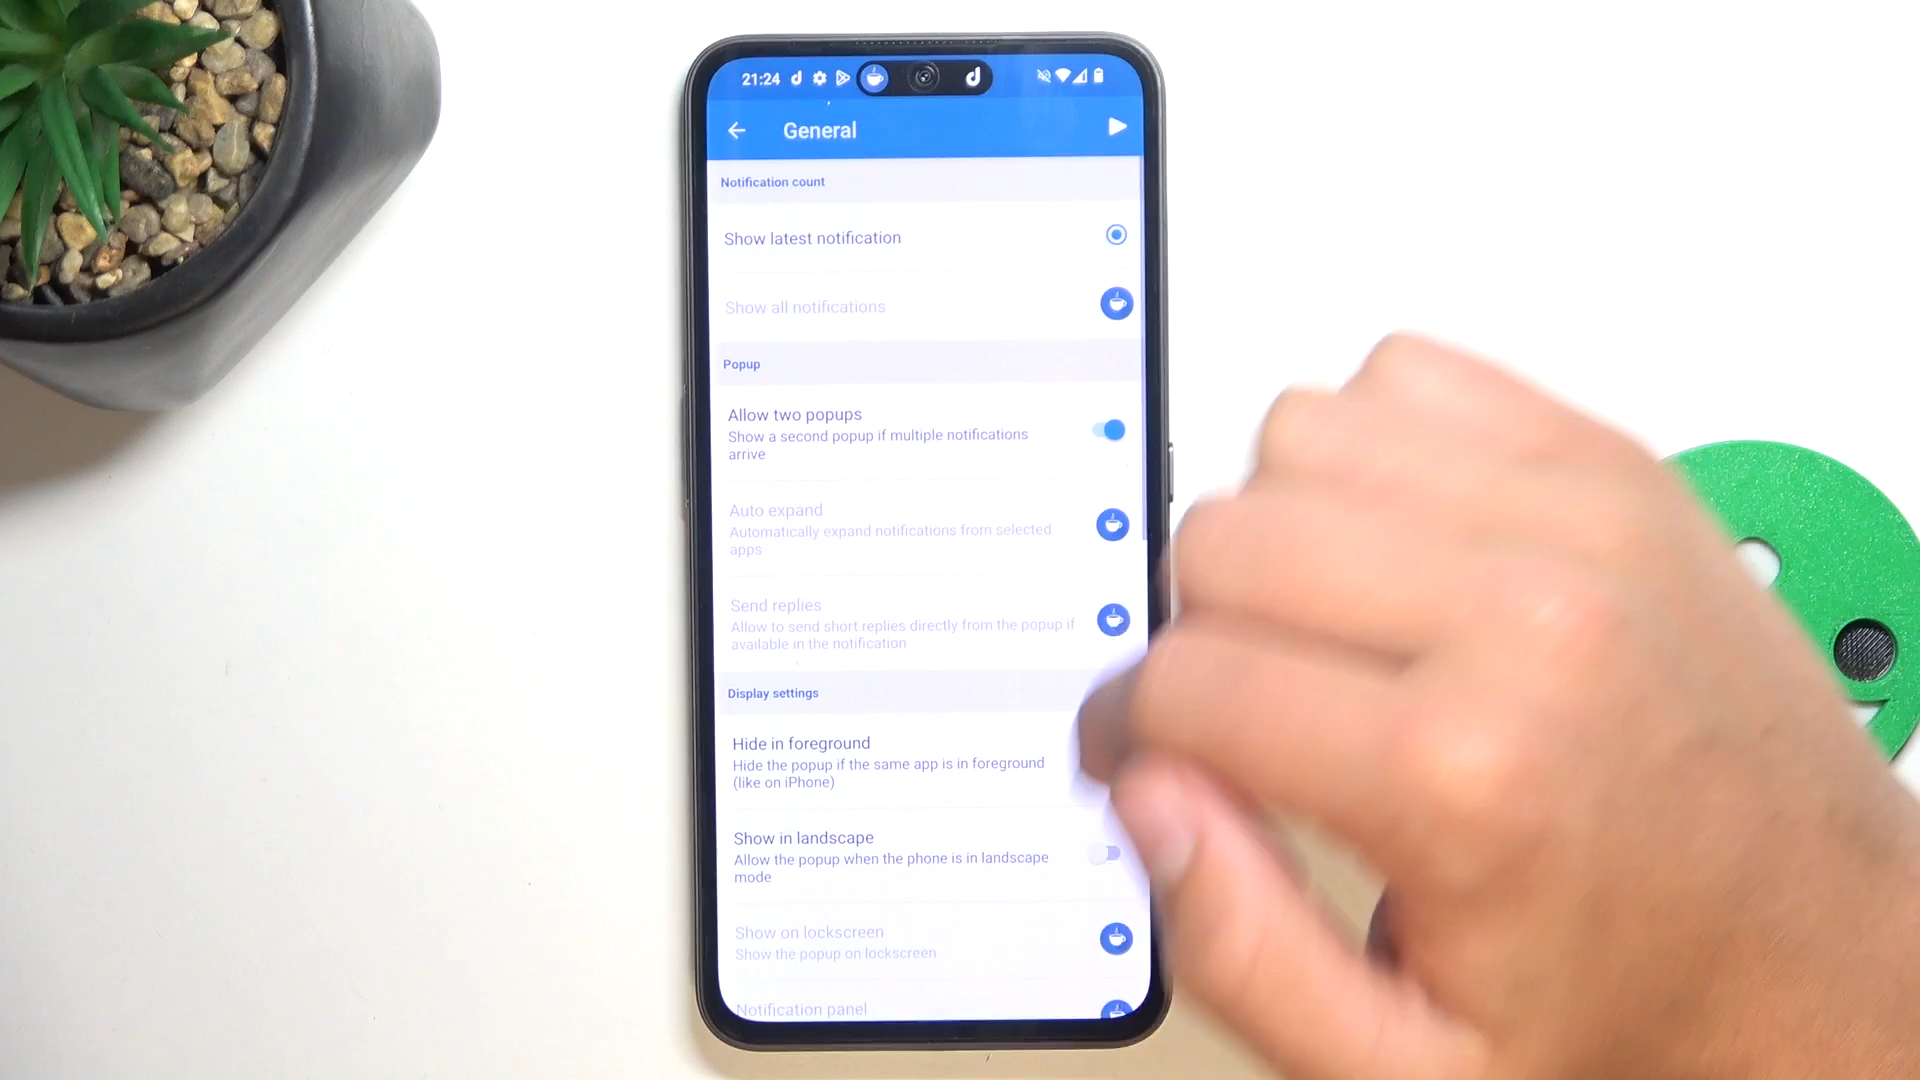 21:24
General
Notification count
Show latest notification
Show all notifications
Popup
Allow two popups
Show a second popup if multiple notifications
arrive
Auto expand
Automatically expand notifications from selected
apps
Send replies
Allow to send short replies directly from the popup if
available in the notification
Display settings
Hide in foreground
Hide the popup if the same app is in foreground
(like on iPhone)
Show in landscape
Allow the popup when the phone is in landscape
mode
Show on lockscreen
Show the popup on lockscreen
Notification panel